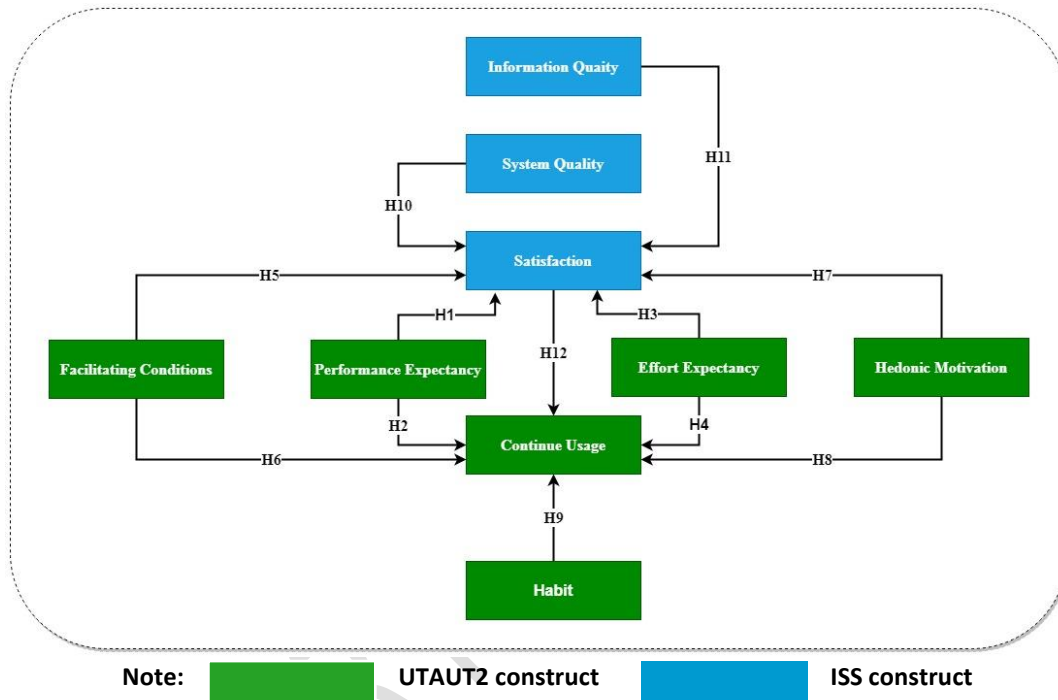 Information Quaity
H11
System Quality
H10
Satisfaction
H5
H7
H1
H3
H12
Facilitating Conditions
Performance Expectancy
Effort Expectancy
Hedonic Motivation
H2
H4
Continue Usage
H6
H8
H9
Habit
Note: UTAUT2 construct ISS construct